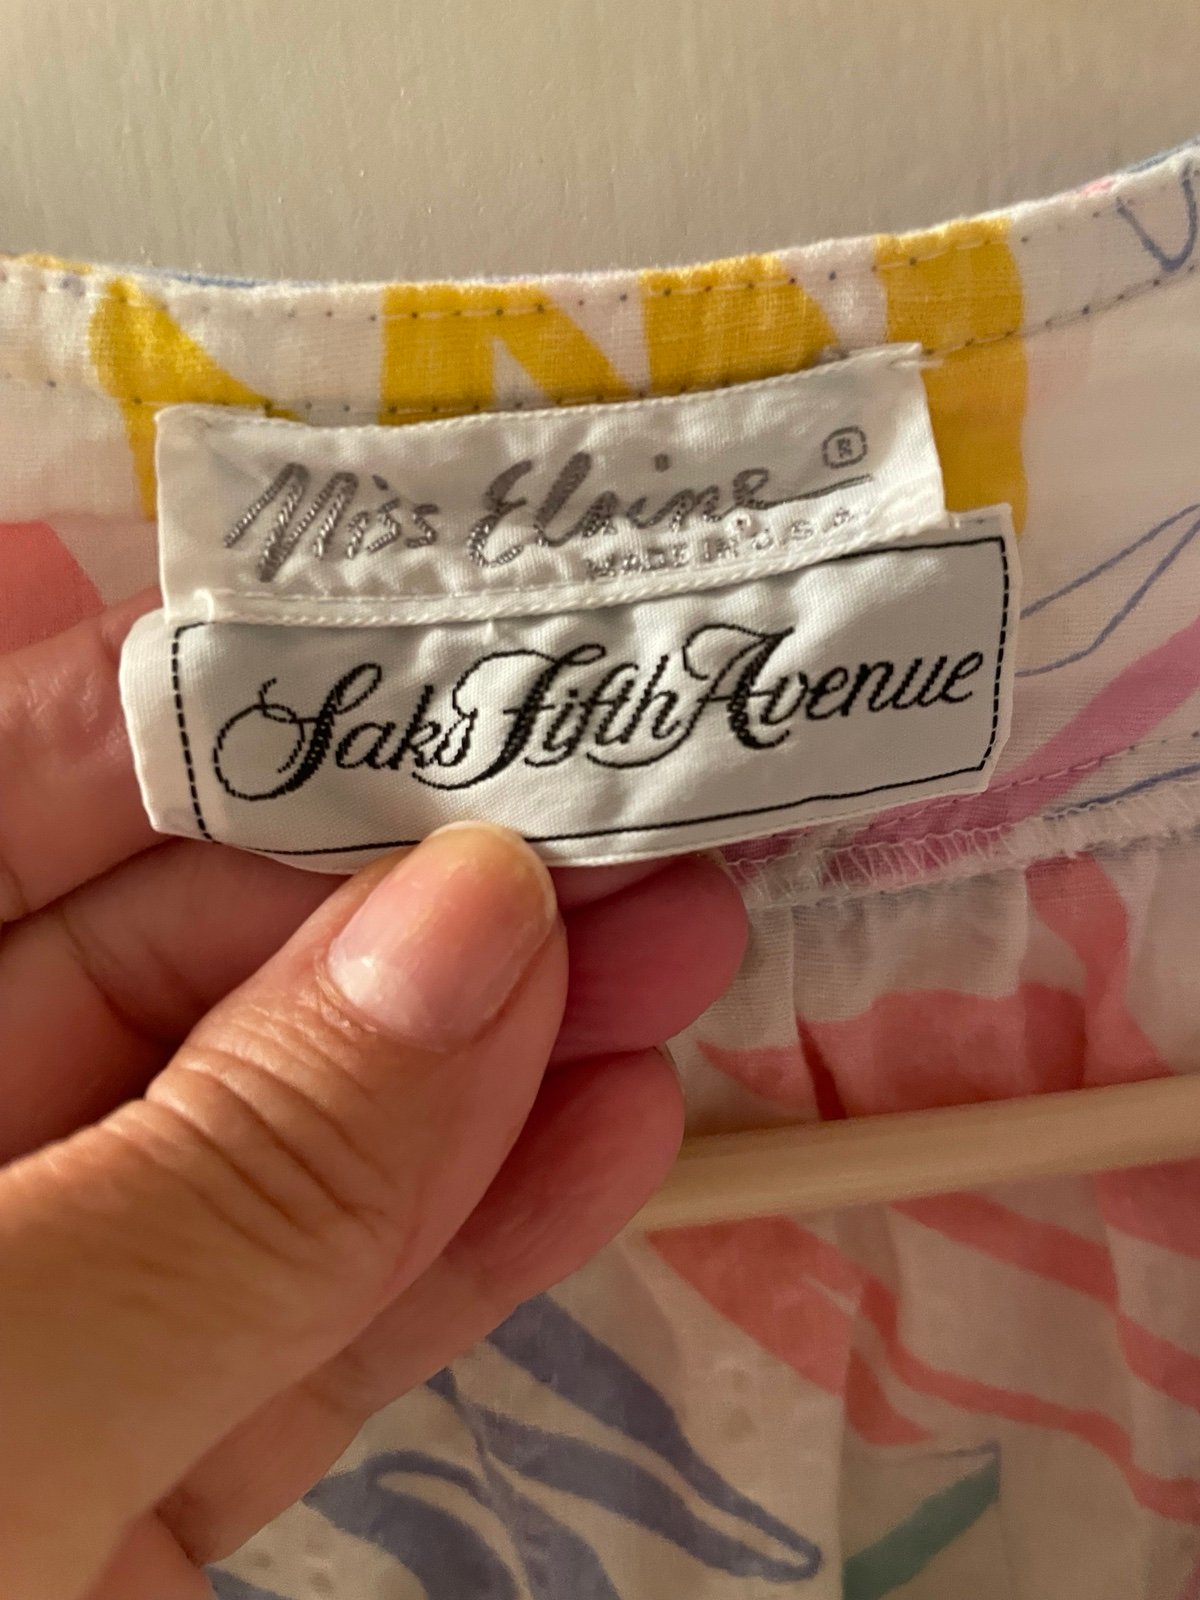 Miss Elaine ®
MADE IN U.S.A.
Saks Fifth Avenue